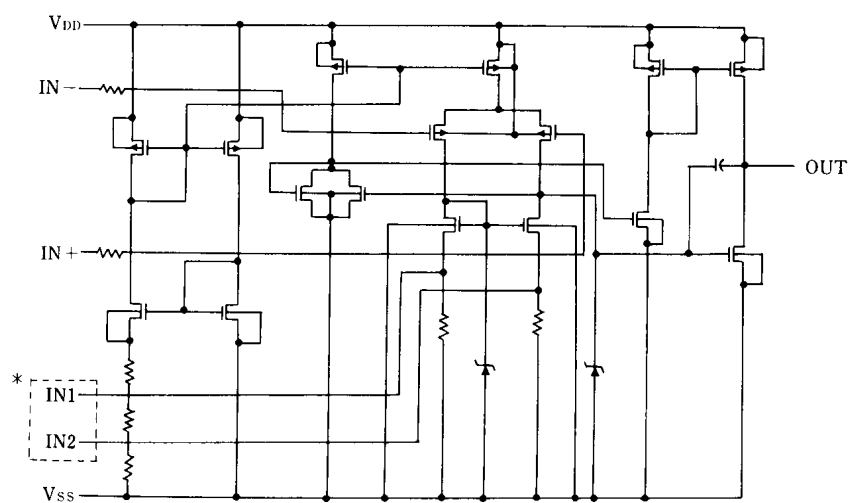 VDD
IN−
OUT
IN+
*
IN1
IN2
VSS